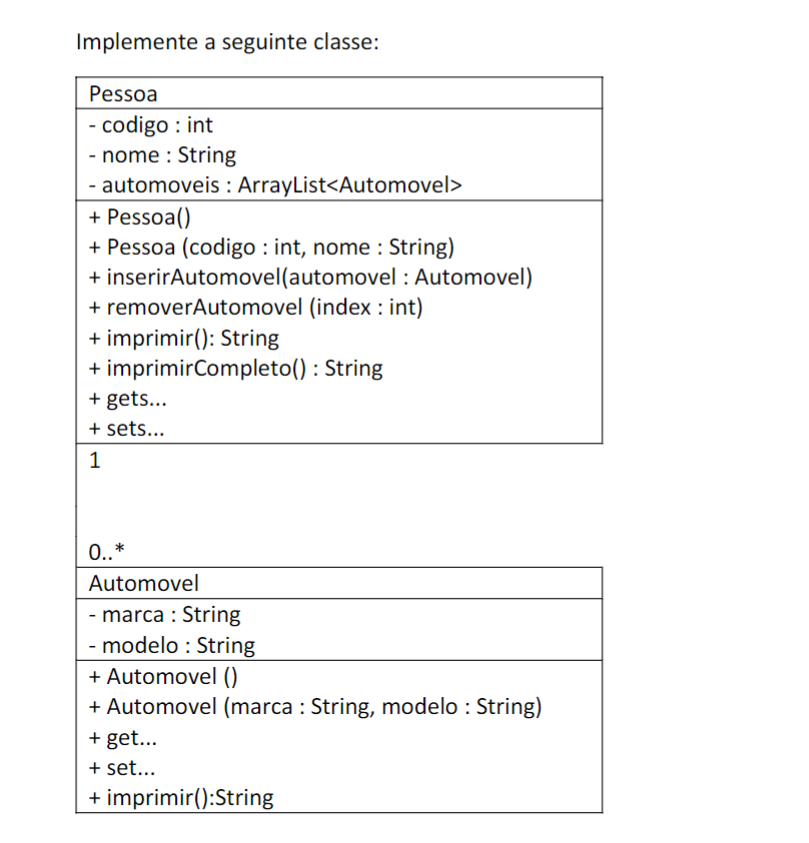 Implemente a seguinte classe:
Pessoa
- codigo : int
- nome : String
- automoveis : ArrayList<Automovel>
+ Pessoa()
+ Pessoa (codigo : int, nome : String)
+ inserirAutomovel(automovel : Automovel)
+ removerAutomovel (index : int)
+ imprimir(): String
+ imprimirCompleto() : String
+ gets...
+ sets...
1
0..*
Automovel
- marca : String
- modelo : String
+ Automovel ()
+ Automovel (marca : String, modelo : String)
+ get...
+ set...
+ imprimir():String